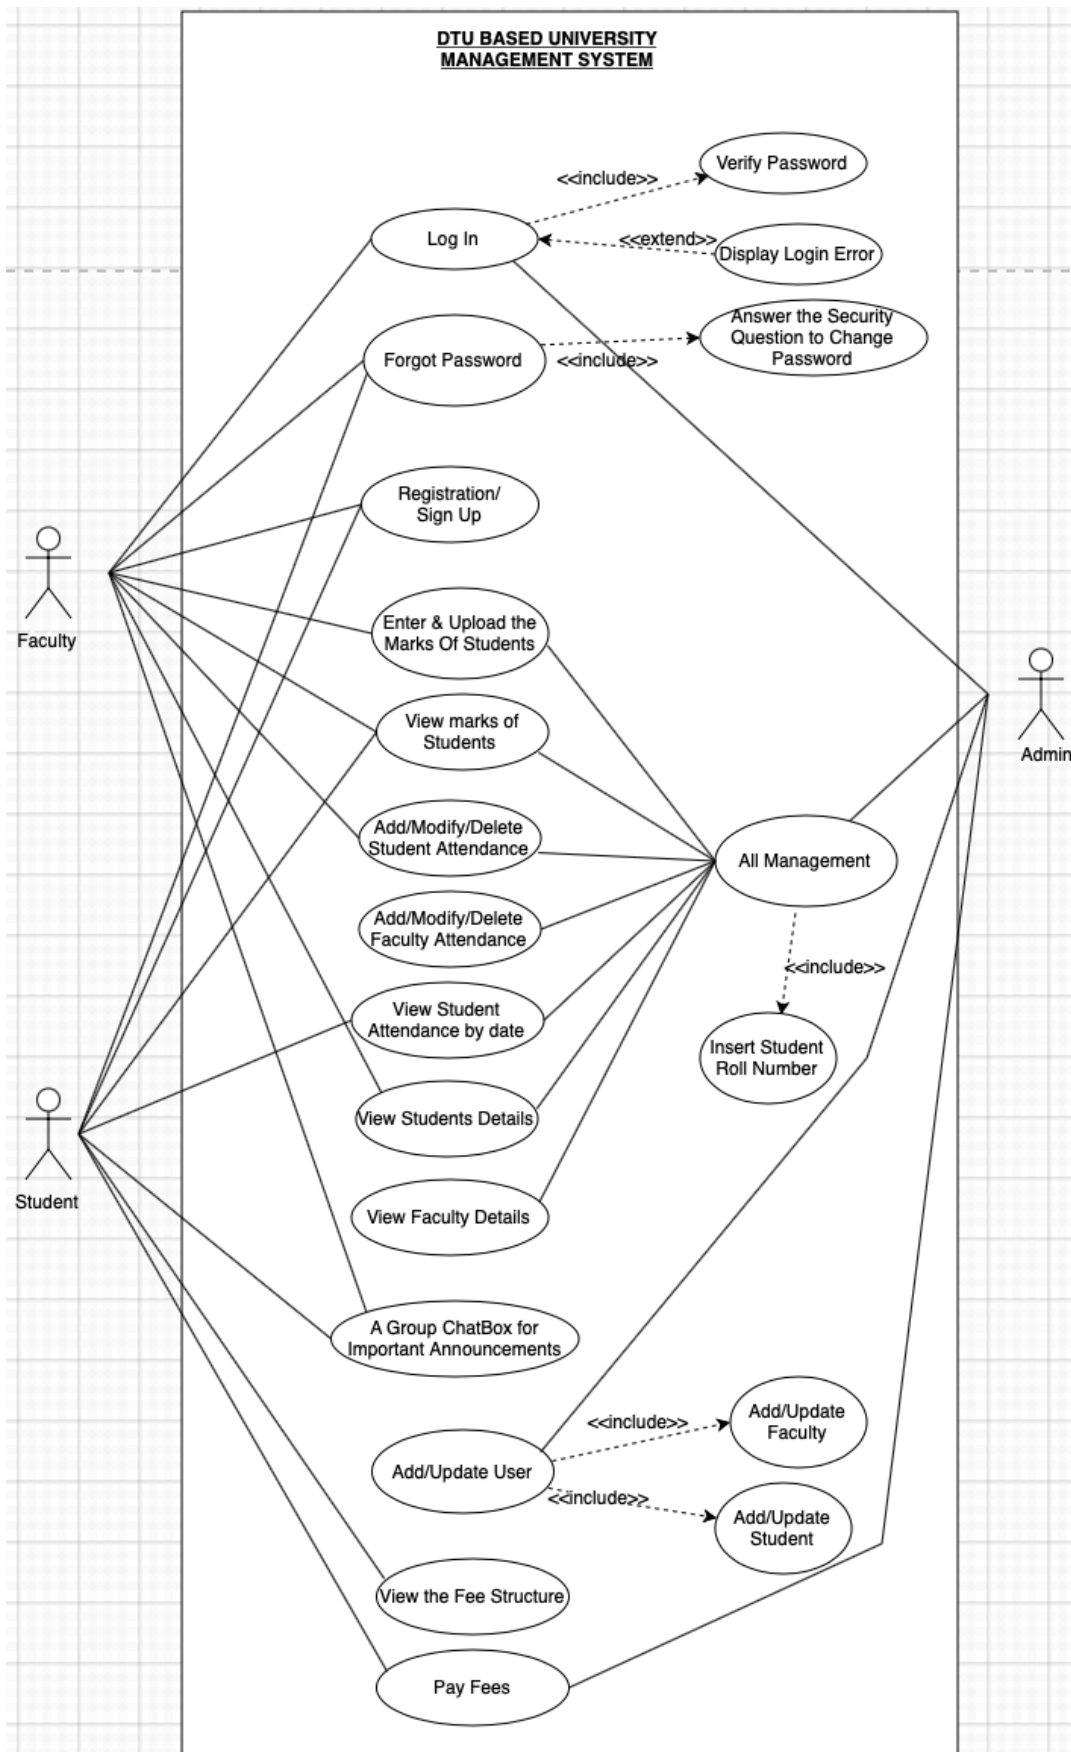 DTU BASED UNIVERSITY
MANAGEMENT SYSTEM
Verify Password
<<include>>
Log In
<<extend>>
Display Login Error
Answer the Security
Question to Change
Password
Forgot Password
<<include>>
Registration/
Sign Up
Faculty
Enter & Upload the
Marks Of Students
View marks of
Students
Admin
Add/Modify/Delete
Student Attendance
All Management
Add/Modify/Delete
Faculty Attendance
<<include>>
View Student
Attendance by date
Insert Student
Roll Number
View Students Details
Student
View Faculty Details
A Group ChatBox for
Important Announcements
Add/Update
Faculty
<<include>>
Add/Update User
<<include>>
Add/Update
Student
View the Fee Structure
Pay Fees